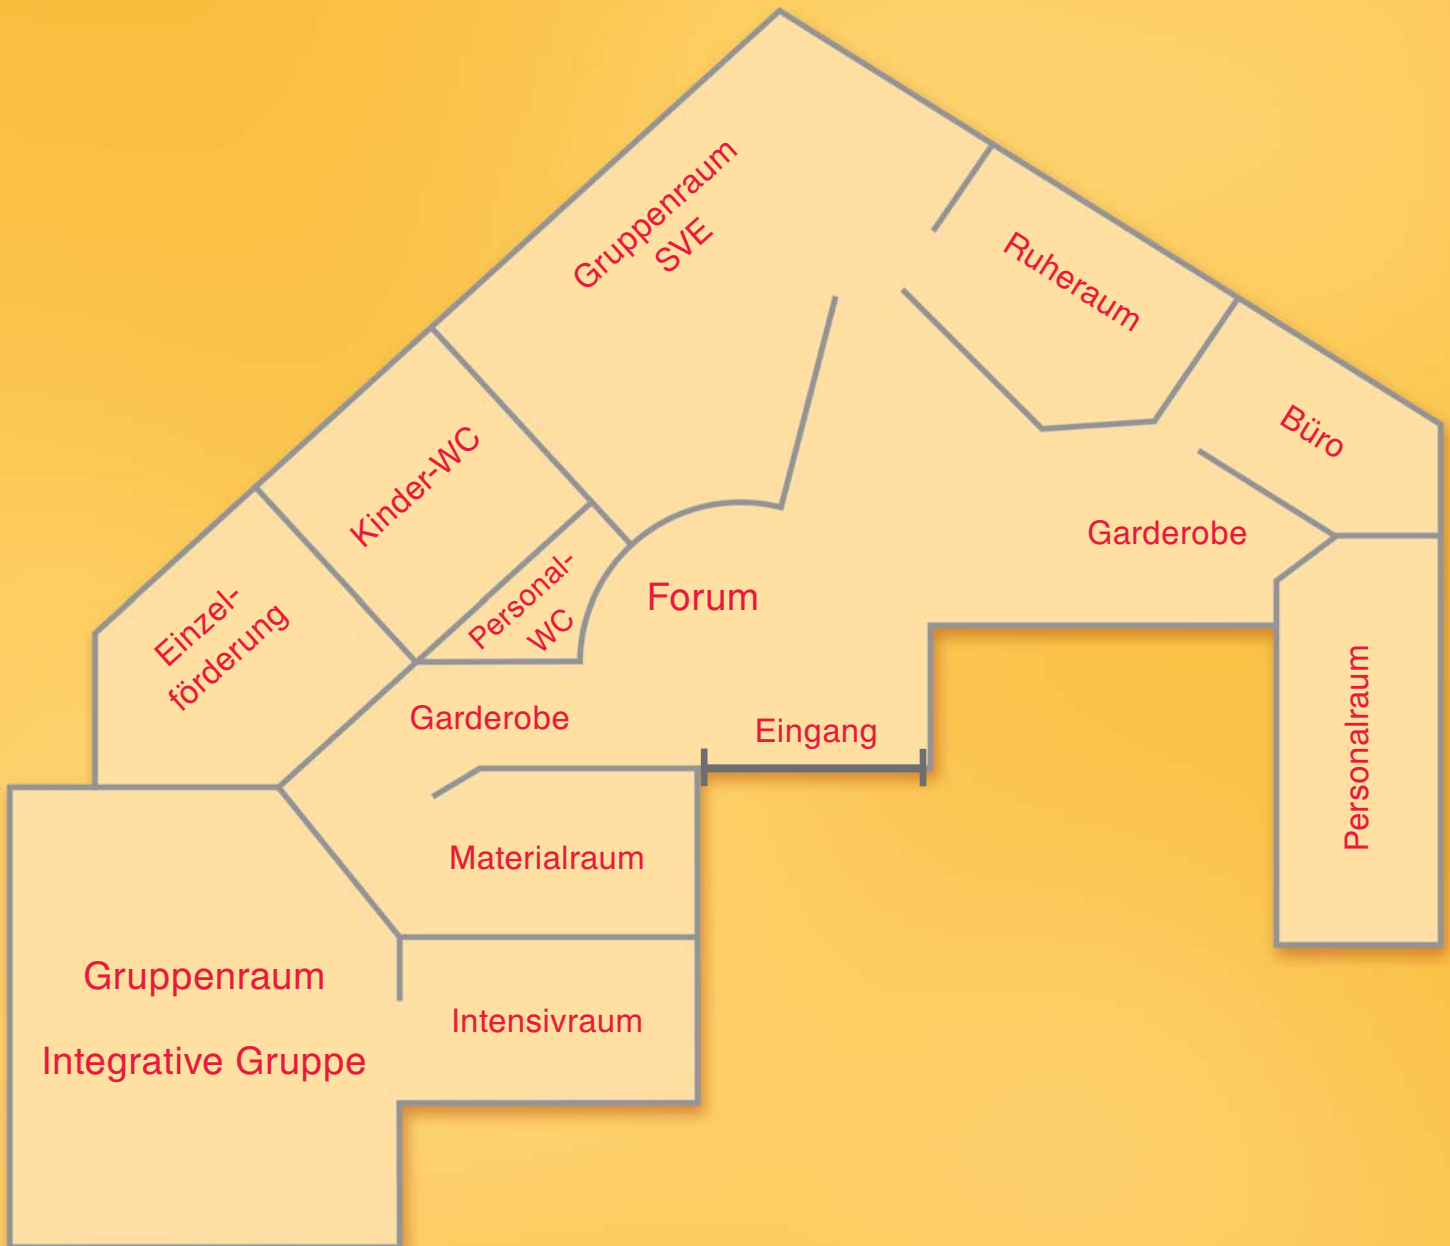 Gruppenraum
SVE
Ruheraum
Büro
Kinder-WC
Garderobe
Personal-
WC
Forum
Einzel-
förderung
Garderobe
Eingang
Personalraum
Materialraum
Gruppenraum
Integrative Gruppe
Intensivraum